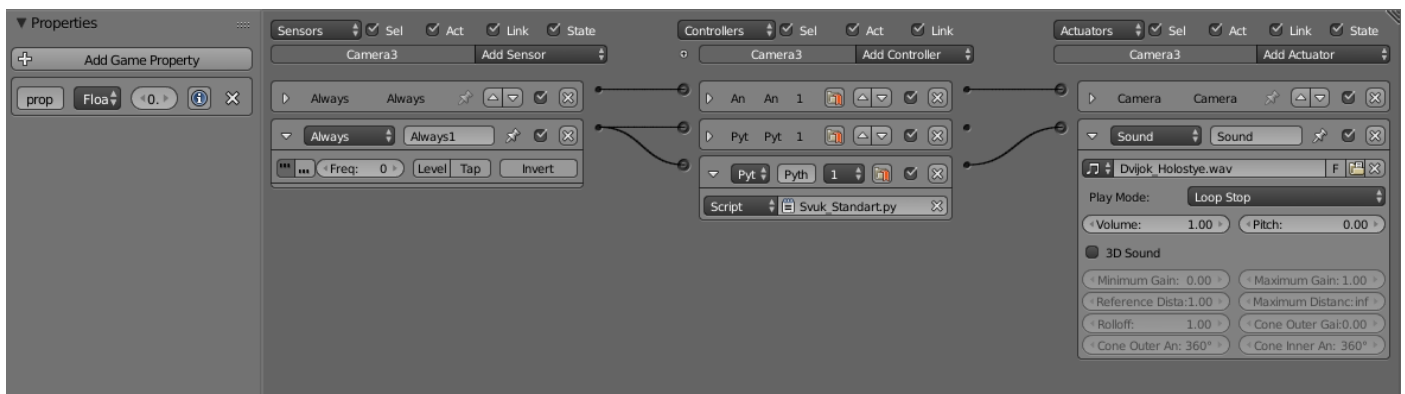 Properties
Add Game Property
prop Floa 0.
Sensors Sel Act Link State
Camera3 Add Sensor
Always Always
Always Always1
Freq: 0 Level Tap Invert
Controllers Sel Act Link
Camera3 Add Controller
An An 1
Pyt Pyt 1
Pyt Pyth 1
Script Svuk_Standart.py
Actuators Sel Act Link State
Camera3 Add Actuator
Camera Camera
Sound Sound
Dvijok_Holostye.wav F
Play Mode: Loop Stop
Volume: 1.00 Pitch: 0.00
3D Sound
Minimum Gain: 0.00 Maximum Gain: 1.00
Reference Dista:1.00 Maximum Distanc: inf
Rolloff: 1.00 Cone Outer Gai:0.00
Cone Outer An: 360° Cone Inner An: 360°